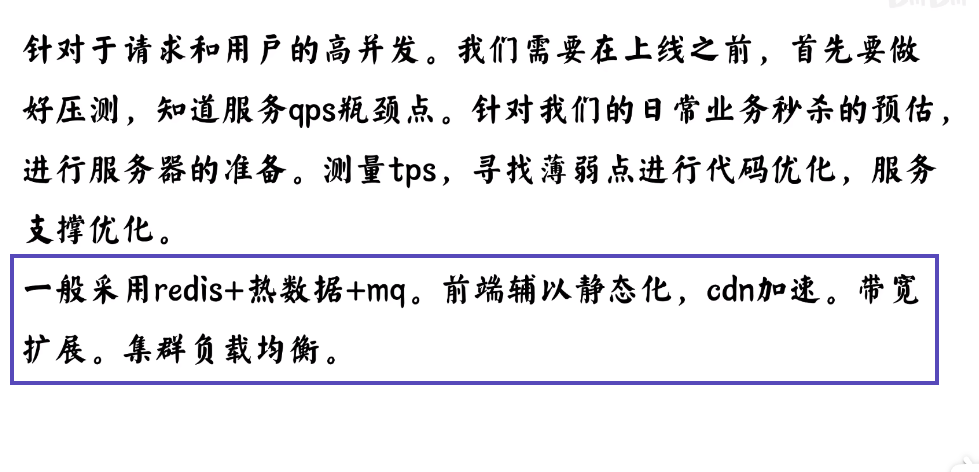 针对于请求和用户的高并发。我们需要在上线之前，首先要做
好压测，知道服务qps瓶颈点。针对我们的日常业务秒杀的预估，
进行服务器的准备。测量tps，寻找薄弱点进行代码优化，服务
支撑优化。
一般采用redis+热数据+mq。前端辅以静态化，cdn加速。带宽
扩展。集群负载均衡。